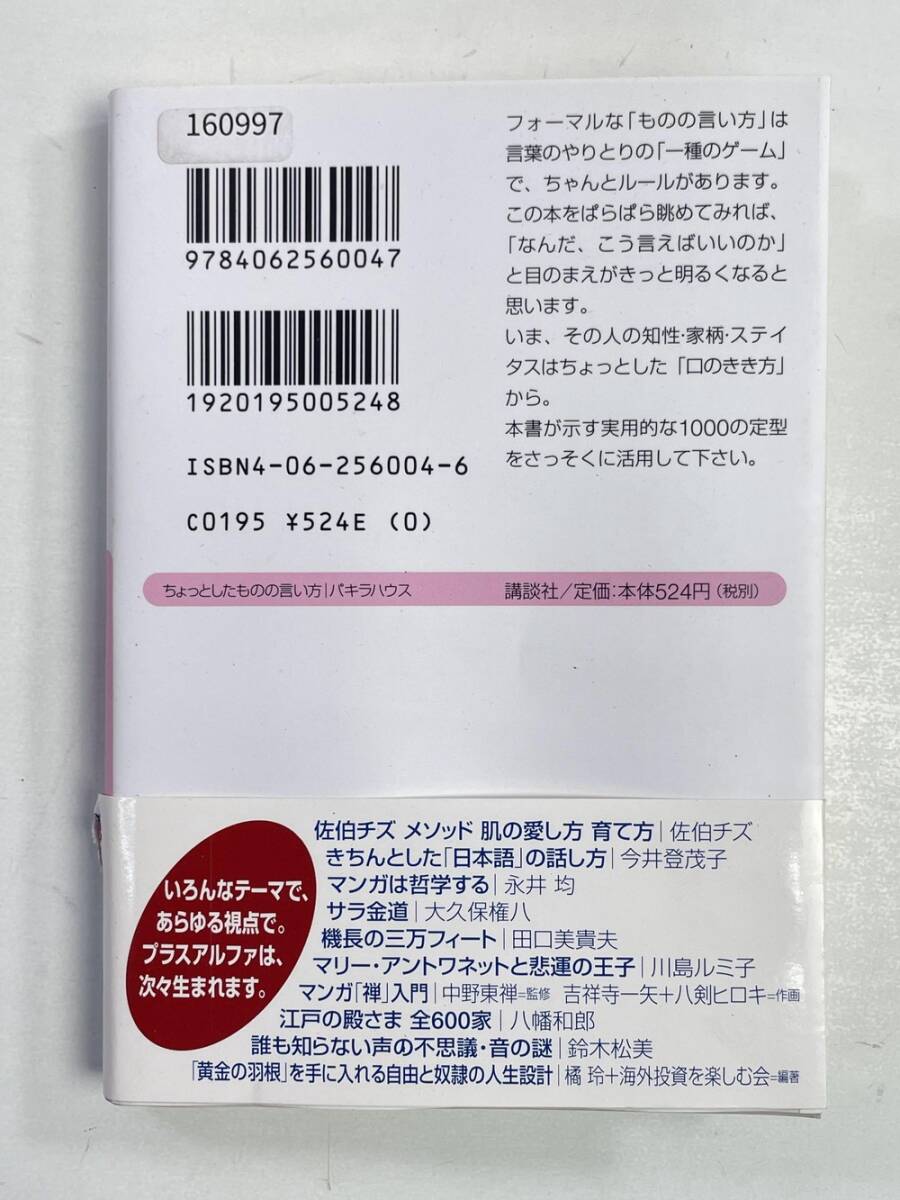 160997
9784062560047
1920195005248
ISBN4-06-256004-6
C0195 ¥524E (0)
フォーマルな「ものの言い方」は
言葉のやりとりの「一種のゲーム」
で、ちゃんとルールがあります。
この本をぱらぱら眺めてみれば、
「なんだ、こう言えばいいのか」
と目のまえがきっと明るくなると
思います。
いま、その人の知性・家柄・ステイ
タスはちょっとした「口のきき方」
から。
本書が示す実用的な1000の定型
をさっそくに活用して下さい。
ちょっとしたものの言い方|パキラハウス
講談社/定価:本体524円(税別)
いろんなテーマで、
あらゆる視点で。
プラスアルファは、
次々生まれます。
佐伯チズ メソッド 肌の愛し方 育て方|佐伯チズ
きちんとした「日本語」の話し方|今井登茂子
マンガは哲学する|永井 均
サラ金道|大久保権八
機長の三万フィート|田口美貴夫
マリー・アントワネットと悲運の王子|川島ルミ子
マンガ「禅」入門|中野東禅=監修 吉祥寺一矢+八剣ヒロキ=作画
江戸の殿さま 全600家|八幡和郎
誰も知らない声の不思議・音の謎|鈴木松美
「黄金の羽根」を手に入れる自由と奴隷の人生設計|橘 玲+海外投資を楽しむ会=編著